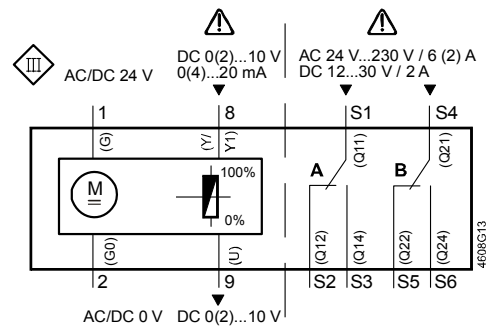 DC 0(2)...10 V
0(4)...20 mA
AC 24 V...230 V / 6 (2) A
DC 12...30 V / 2 A
III
AC/DC 24 V
1
8
S1
S4
(G)
(Y/
Y1)
(Q11)
(Q21)
M
100%
0%
A
B
(G0)
(U)
(Q12)
(Q14)
(Q22)
(Q24)
2
9
S2
S3
S5
S6
AC/DC 0 V
DC 0(2)...10 V
4608G13